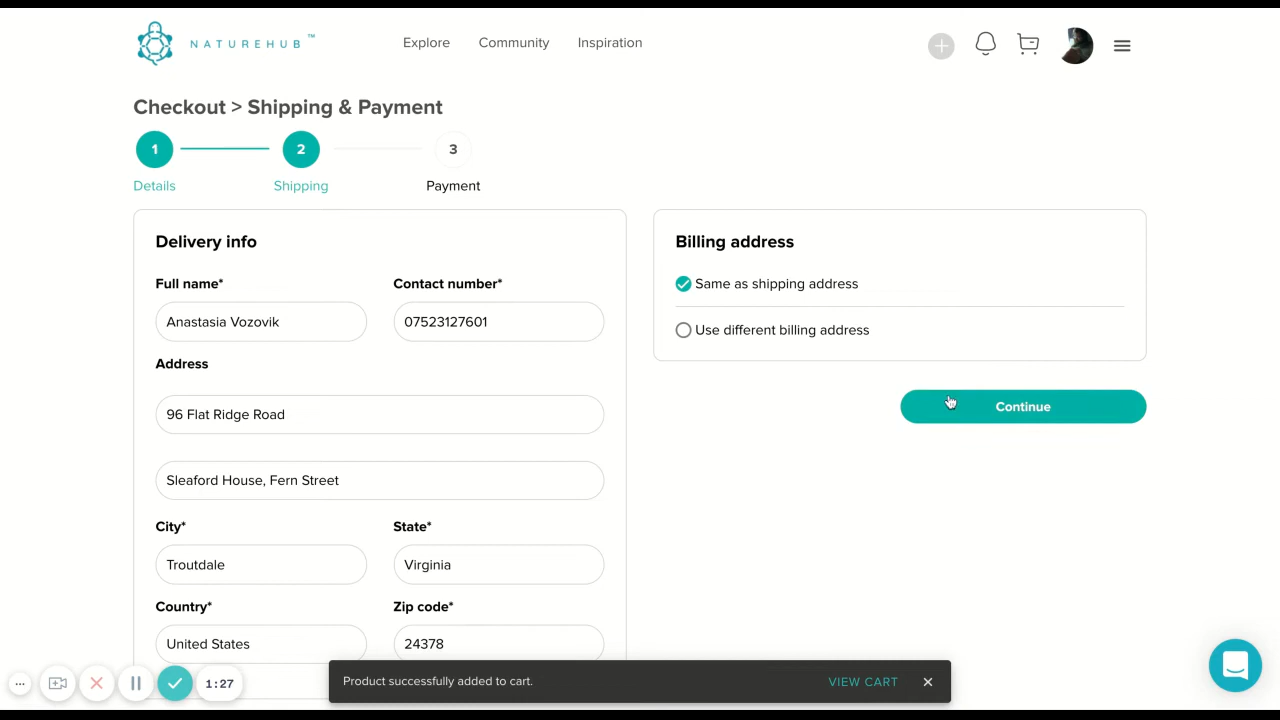 NATUREHUB™
Explore Community Inspiration
Checkout > Shipping & Payment
1 2 3
Details Shipping Payment
Delivery info
Full name* Contact number*
Anastasia Vozovik 07523127601
Address
96 Flat Ridge Road
Sleaford House, Fern Street
City* State*
Troutdale Virginia
Country* Zip code*
United States 24378
Billing address
Same as shipping address
Use different billing address
Continue
1:27
Product successfully added to cart. VIEW CART